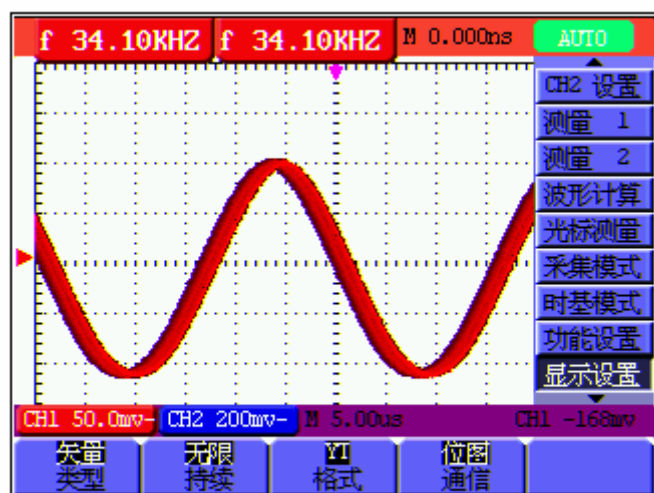 f 34.10KHZ f 34.10KHZ M 0.000ns AUTO
CH2 设置
测量 1
测量 2
波形计算
光标测量
采集模式
时基模式
功能设置
显示设置
CH1 50.0mv- CH2 200mv- M 5.00us CH1 -168mv
矢量 无限 YT 位图
类型 持续 格式 通信